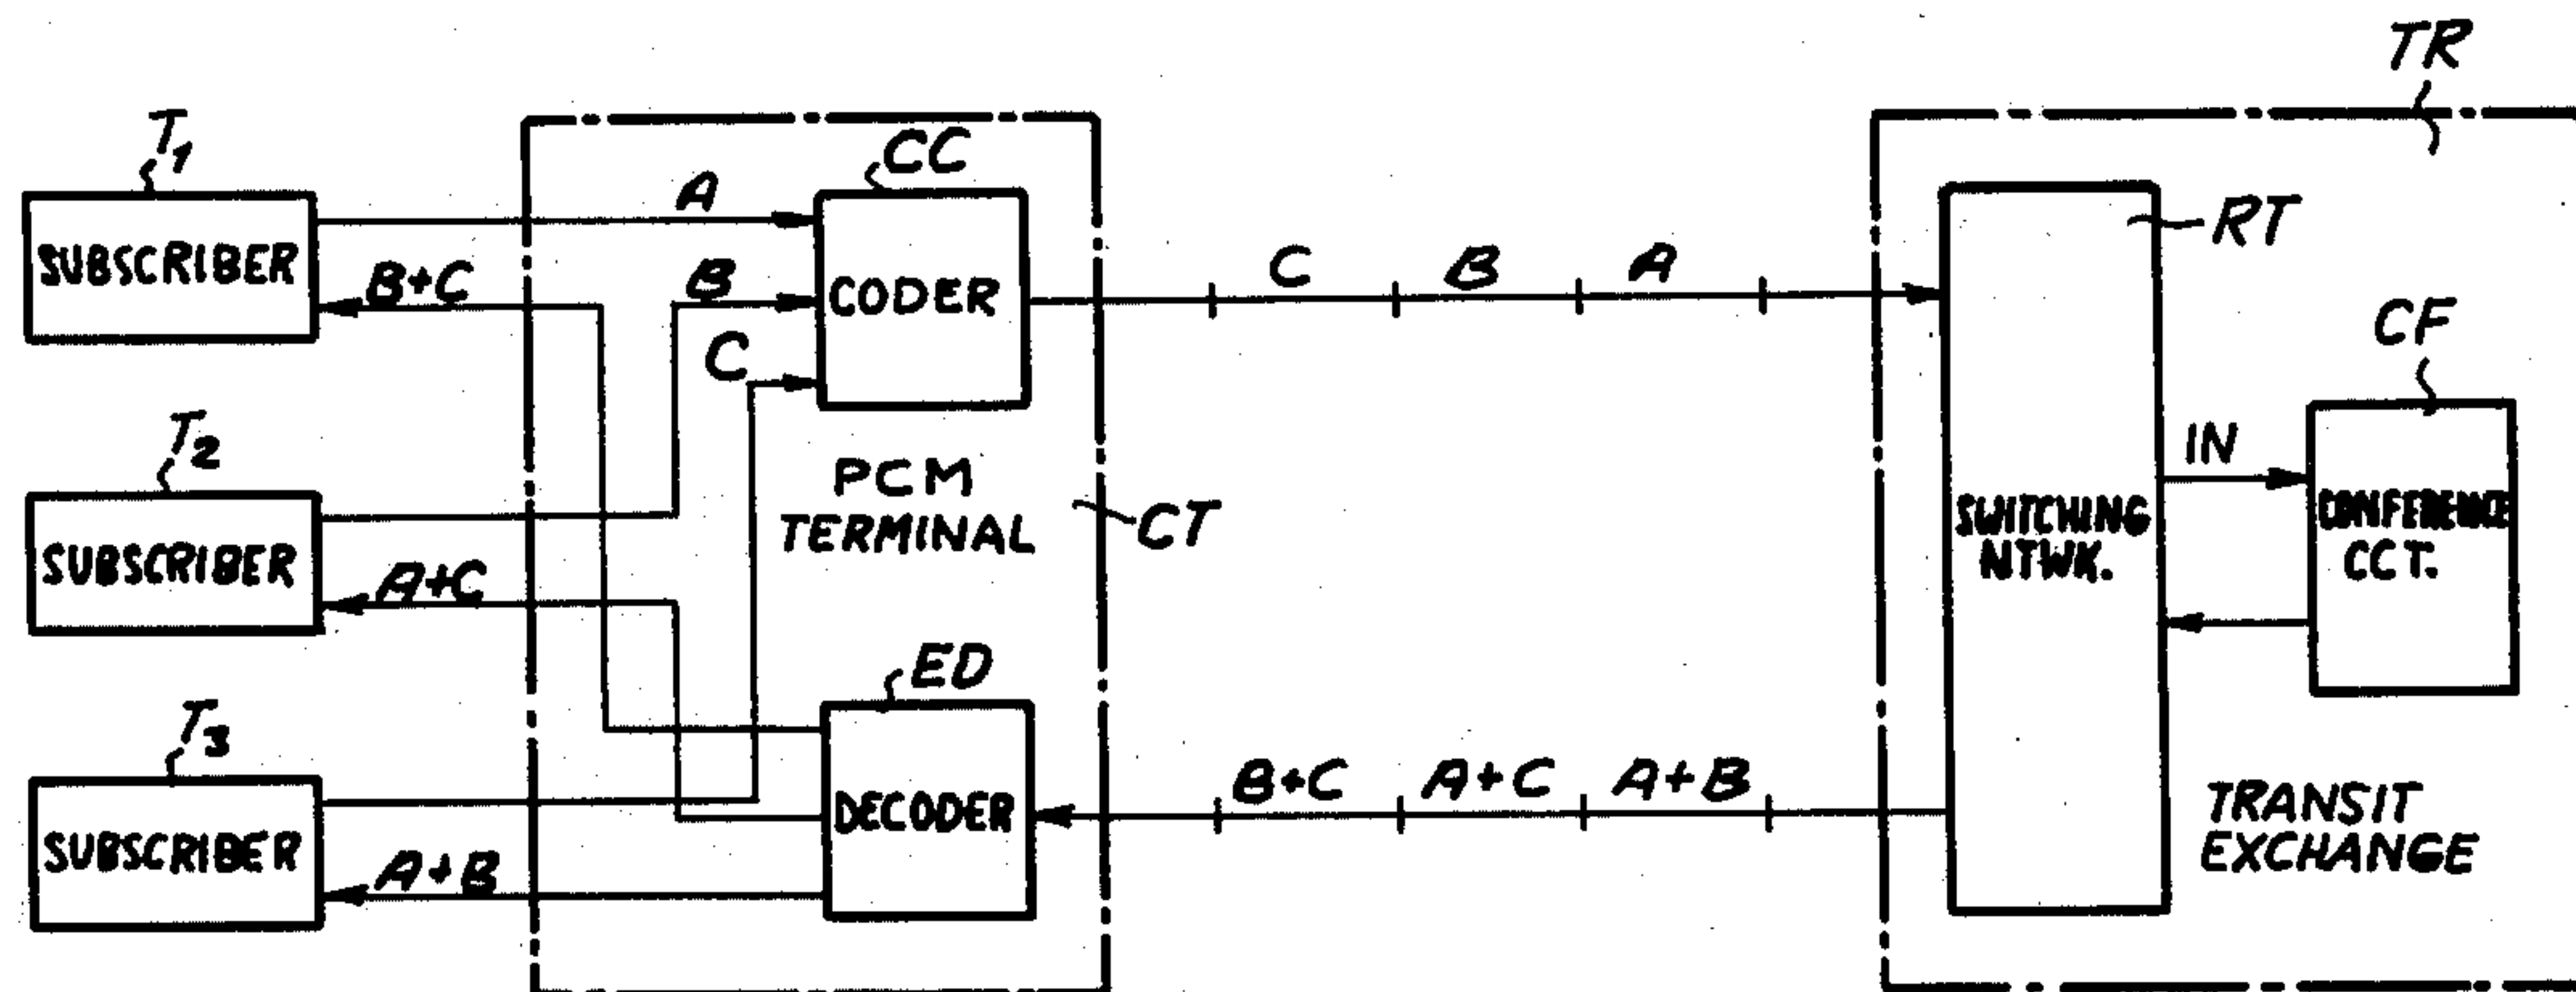 TR
T1
CC
A
SUBSCRIBER
B+C
B
CODER
C
C B A
RT
CF
T2
IN
PCM
TERMINAL
CT
SUBSCRIBER
A+C
SWITCHING
NTWK.
CONFERENCE
CCT.
T3
ED
SUBSCRIBER
A+B
DECODER
B+C A+C A+B
TRANSIT
EXCHANGE